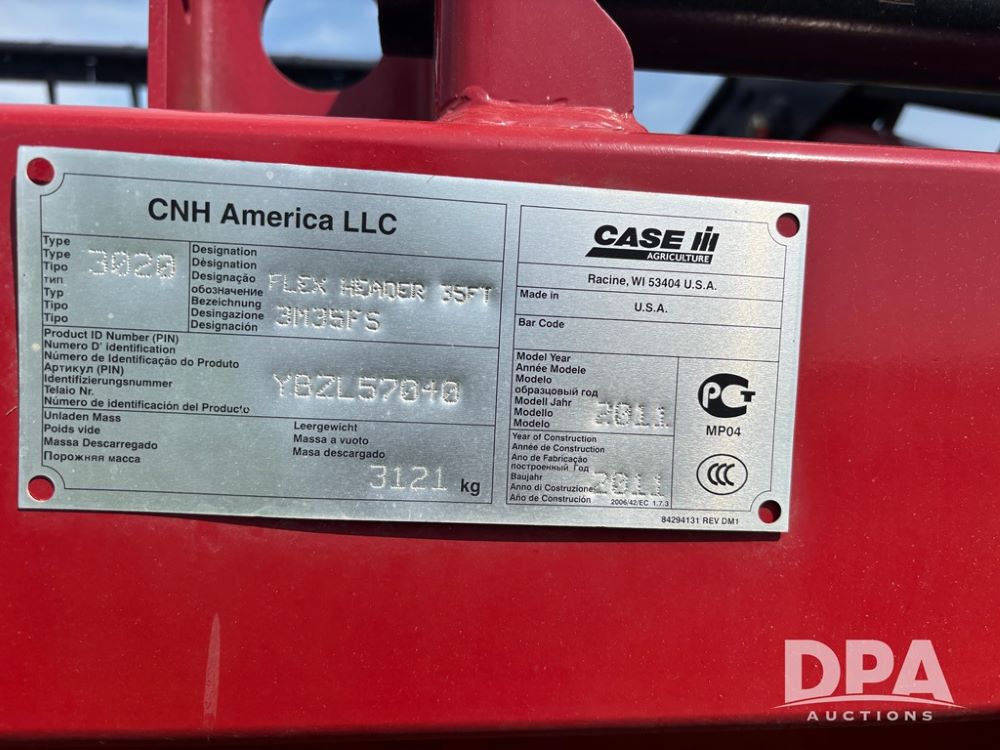 CNH America LLC
Type
Type
Tipo
тип
Typ
Tipo
Tipo
3020
Designation
Dèsignation
Designação
обозначение
Bezeichnung
Desingazione
Designación
FLEX HEADER 35FT
3M35FS
Product ID Number (PIN)
Numero D' identification
Número de Identificação do Produto
Артикул (PIN)
Identifizierungsnummer
Telaio Nr.
Número de identificación del Producto
YBZL57040
Unladen Mass
Poids vide
Massa Descarregado
Порожняя масса
Leergewicht
Massa a vuoto
Masa descargado
3121 kg
CASE IH
AGRICULTURE
Racine, WI 53404 U.S.A.
Made in
U.S.A.
Bar Code
Model Year
Année Modele
Modelo
образцовый год
Modell Jahr
Modello
Modelo
2011
Year of Construction
Année de Construction
Ano de Fabricação
построенный Год
Baujahr
Anno di Costruzione
Año de Construción
2011
2006/42/EC 1.7.3
РСТ
MP04
CCC
84294131 REV DM1
DPA
AUCTIONS